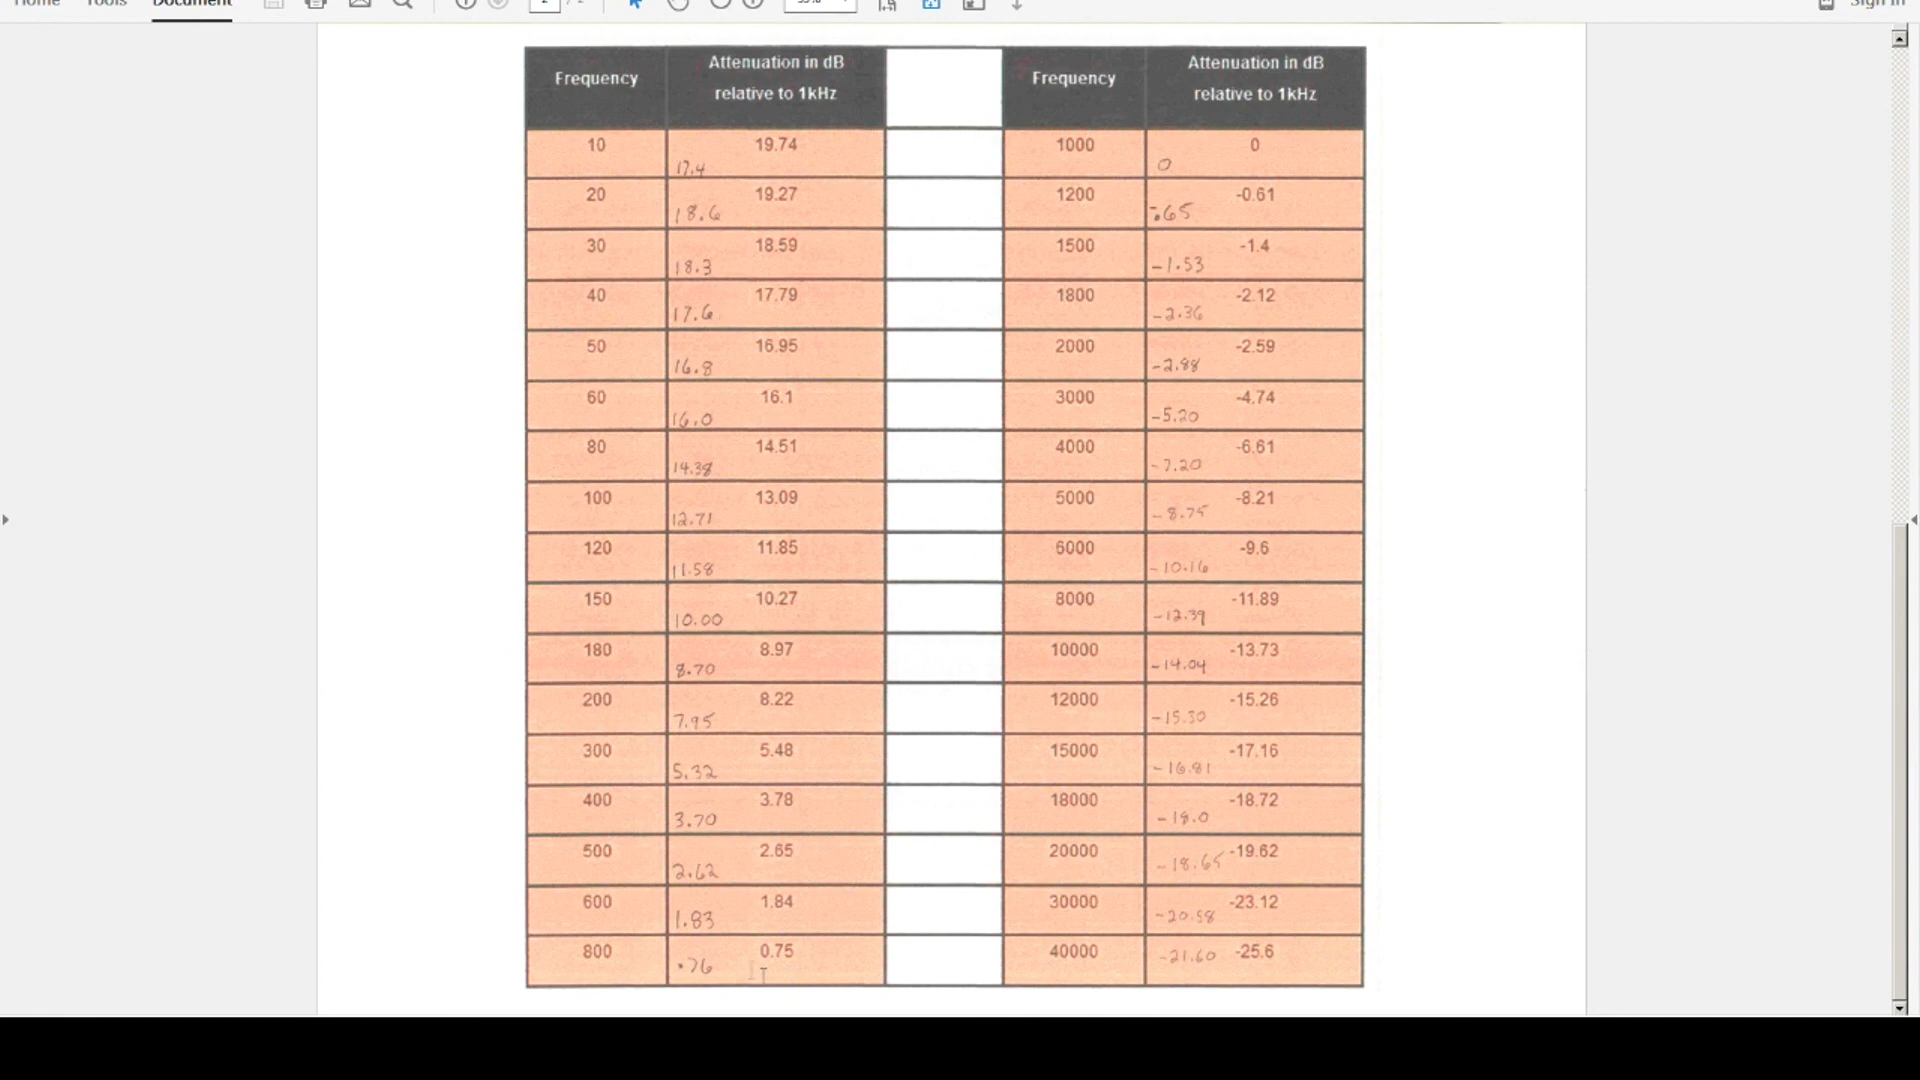 Home Tools Document
Sign In
Frequency Attenuation in dB relative to 1kHz Frequency Attenuation in dB relative to 1kHz
10 19.74 17.4 1000 0 0
20 19.27 18.6 1200 -0.61 -.65
30 18.59 18.3 1500 -1.4 -1.53
40 17.79 17.6 1800 -2.12 -2.36
50 16.95 16.8 2000 -2.59 -2.88
60 16.1 16.0 3000 -4.74 -5.20
80 14.51 14.38 4000 -6.61 -7.20
100 13.09 12.71 5000 -8.21 -8.75
120 11.85 11.58 6000 -9.6 -10.16
150 10.27 10.00 8000 -11.89 -12.39
180 8.97 8.70 10000 -13.73 -14.04
200 8.22 7.95 12000 -15.26 -15.30
300 5.48 5.32 15000 -17.16 -16.81
400 3.78 3.70 18000 -18.72 -18.0
500 2.65 2.62 20000 -19.62 -18.65
600 1.84 1.83 30000 -23.12 -20.58
800 0.75 .76 40000 -25.6 -21.60